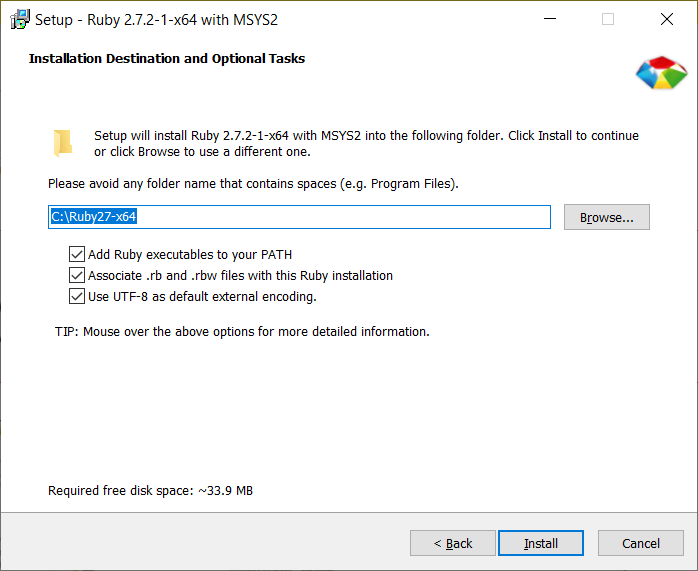 Setup - Ruby 2.7.2-1-x64 with MSYS2
Installation Destination and Optional Tasks
Setup will install Ruby 2.7.2-1-x64 with MSYS2 into the following folder. Click Install to continue
or click Browse to use a different one.
Please avoid any folder name that contains spaces (e.g. Program Files).
C:\Ruby27-x64
Browse...
Add Ruby executables to your PATH
Associate .rb and .rbw files with this Ruby installation
Use UTF-8 as default external encoding.
TIP: Mouse over the above options for more detailed information.
Required free disk space: ~33.9 MB
< Back
Install
Cancel